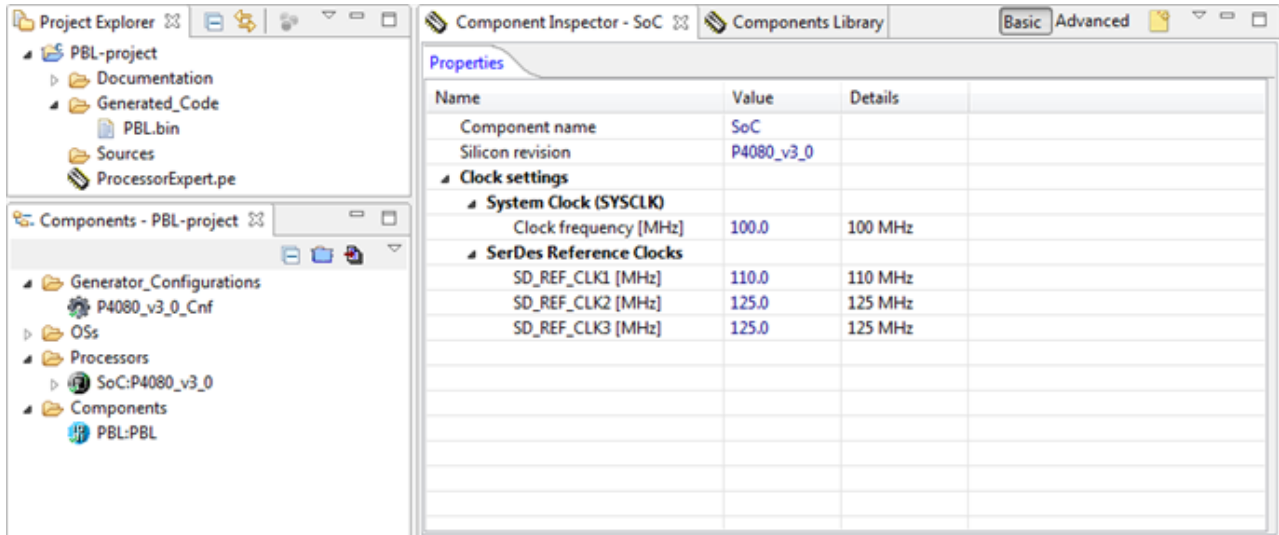 Project Explorer
PBL-project
Documentation
Generated_Code
PBL.bin
Sources
ProcessorExpert.pe
Components - PBL-project
Generator_Configurations
P4080_v3_0_Cnf
OSs
Processors
SoC:P4080_v3_0
Components
PBL:PBL
Component Inspector - SoC Components Library Basic Advanced
Properties
Name Value Details
Component name SoC
Silicon revision P4080_v3_0
Clock settings
System Clock (SYSCLK)
Clock frequency [MHz] 100.0 100 MHz
SerDes Reference Clocks
SD_REF_CLK1 [MHz] 110.0 110 MHz
SD_REF_CLK2 [MHz] 125.0 125 MHz
SD_REF_CLK3 [MHz] 125.0 125 MHz